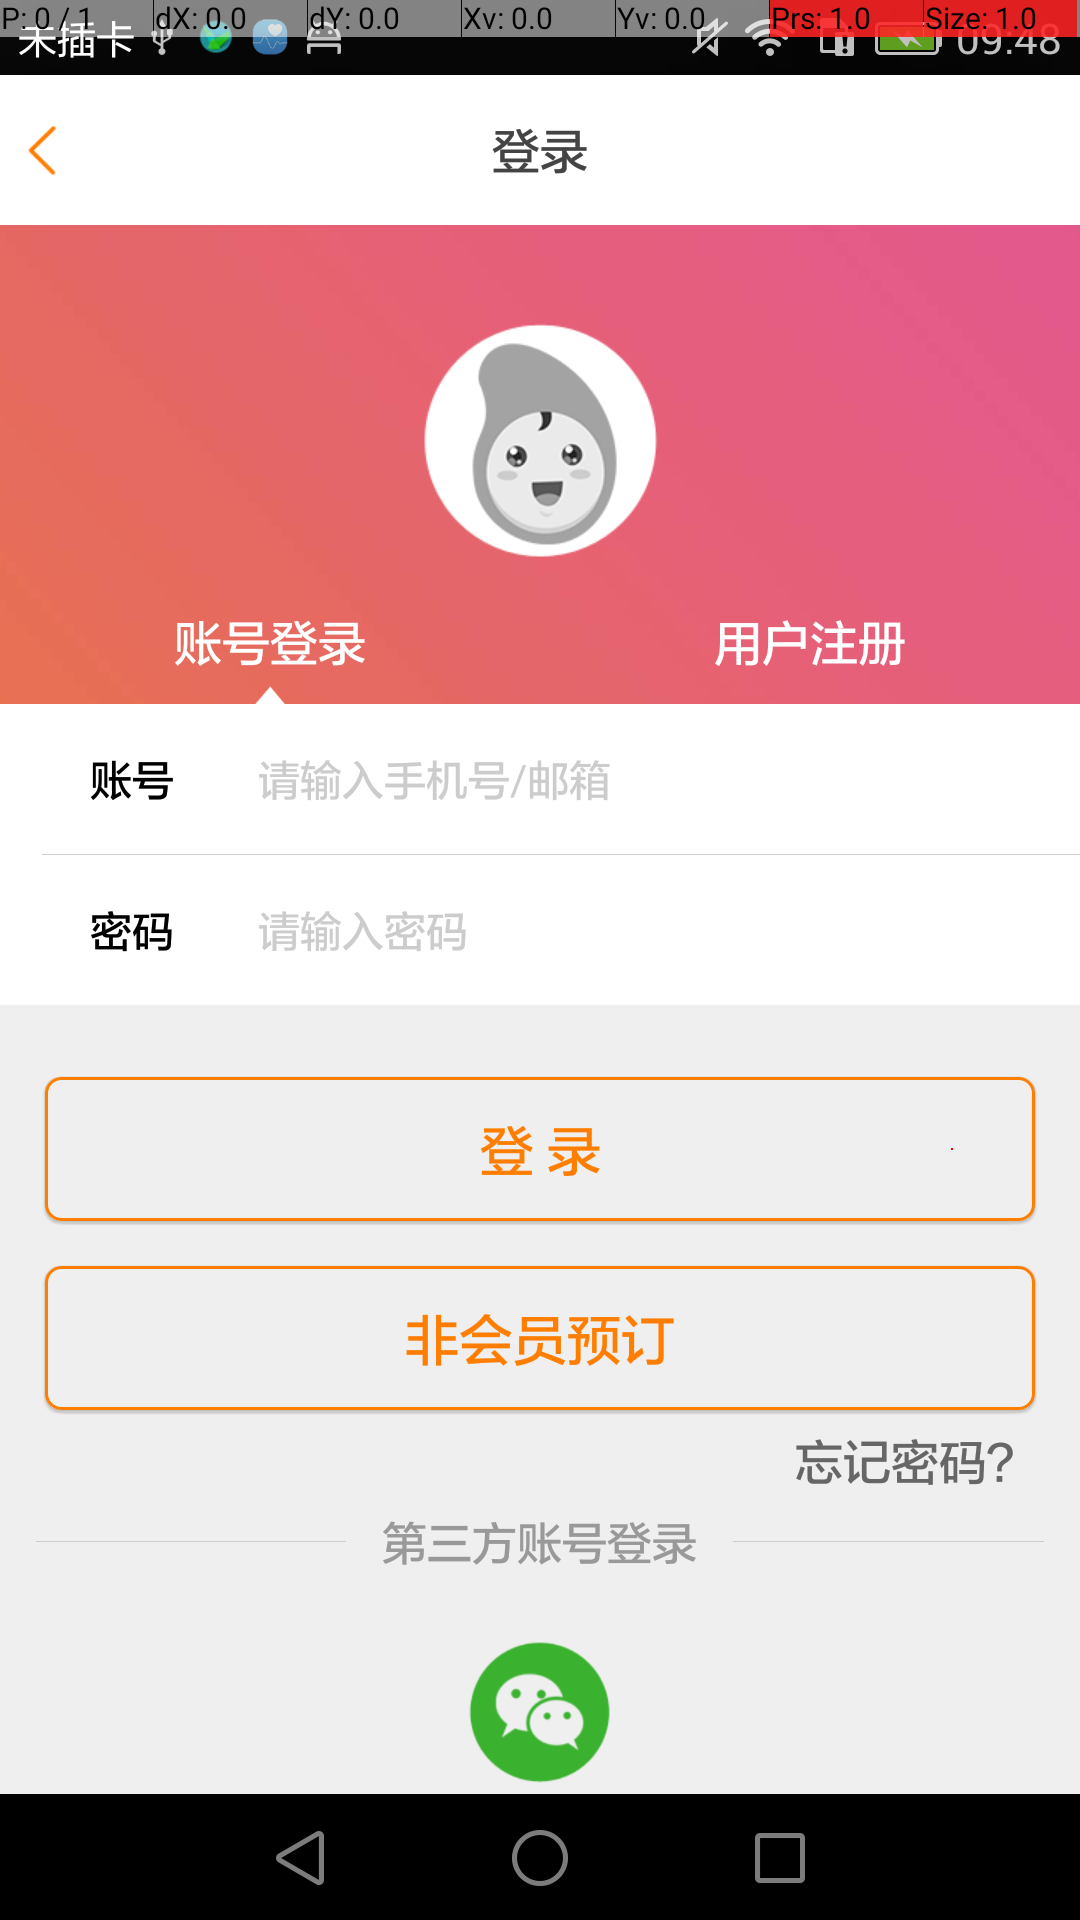 P: 0 / 1 dX: 0.0 dY: 0.0 Xv: 0.0 Yv: 0.0 Prs: 1.0 Size: 1.0
未插卡 09:48
登录
账号登录 用户注册
账号 请输入手机号/邮箱
密码 请输入密码
登 录
非会员预订
忘记密码?
第三方账号登录